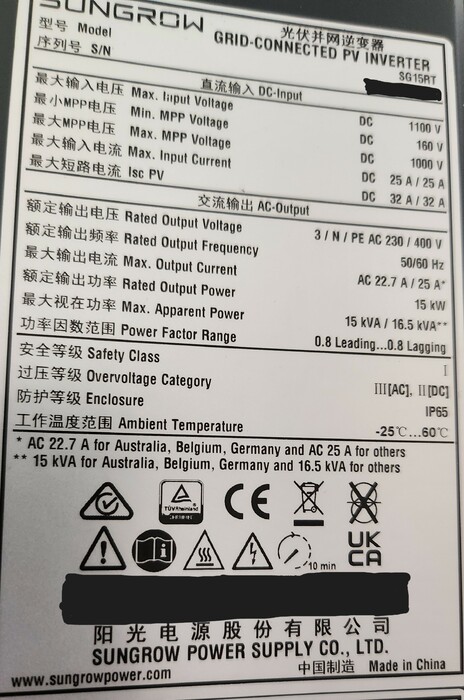 SUNGROW
光伏并网逆变器
GRID-CONNECTED PV INVERTER
型号 Model SG15RT
序列号 S/N
直流输入 DC-Input
最大输入电压 Max. Input Voltage DC 1100 V
最小MPP电压 Min. MPP Voltage DC 160 V
最大MPP电压 Max. MPP Voltage DC 1000 V
最大输入电流 Max. Input Current DC 25 A / 25 A
最大短路电流 Isc PV DC 32 A / 32 A
交流输出 AC-Output
额定输出电压 Rated Output Voltage 3 / N / PE AC 230 / 400 V
额定输出频率 Rated Output Frequency 50/60 Hz
最大输出电流 Max. Output Current AC 22.7 A / 25 A*
额定输出功率 Rated Output Power 15 kW
最大视在功率 Max. Apparent Power 15 kVA / 16.5 kVA**
功率因数范围 Power Factor Range 0.8 Leading...0.8 Lagging
安全等级 Safety Class I
过压等级 Overvoltage Category III[AC], II[DC]
防护等级 Enclosure IP65
工作温度范围 Ambient Temperature -25℃...60℃
* AC 22.7 A for Australia, Belgium, Germany and AC 25 A for others
** 15 kVA for Australia, Belgium, Germany and 16.5 kVA for others
TÜVRheinland
CERTIFIED
CE
10 min
UK
CA
阳光电源股份有限公司
SUNGROW POWER SUPPLY CO., LTD.
www.sungrowpower.com
中国制造 Made in China